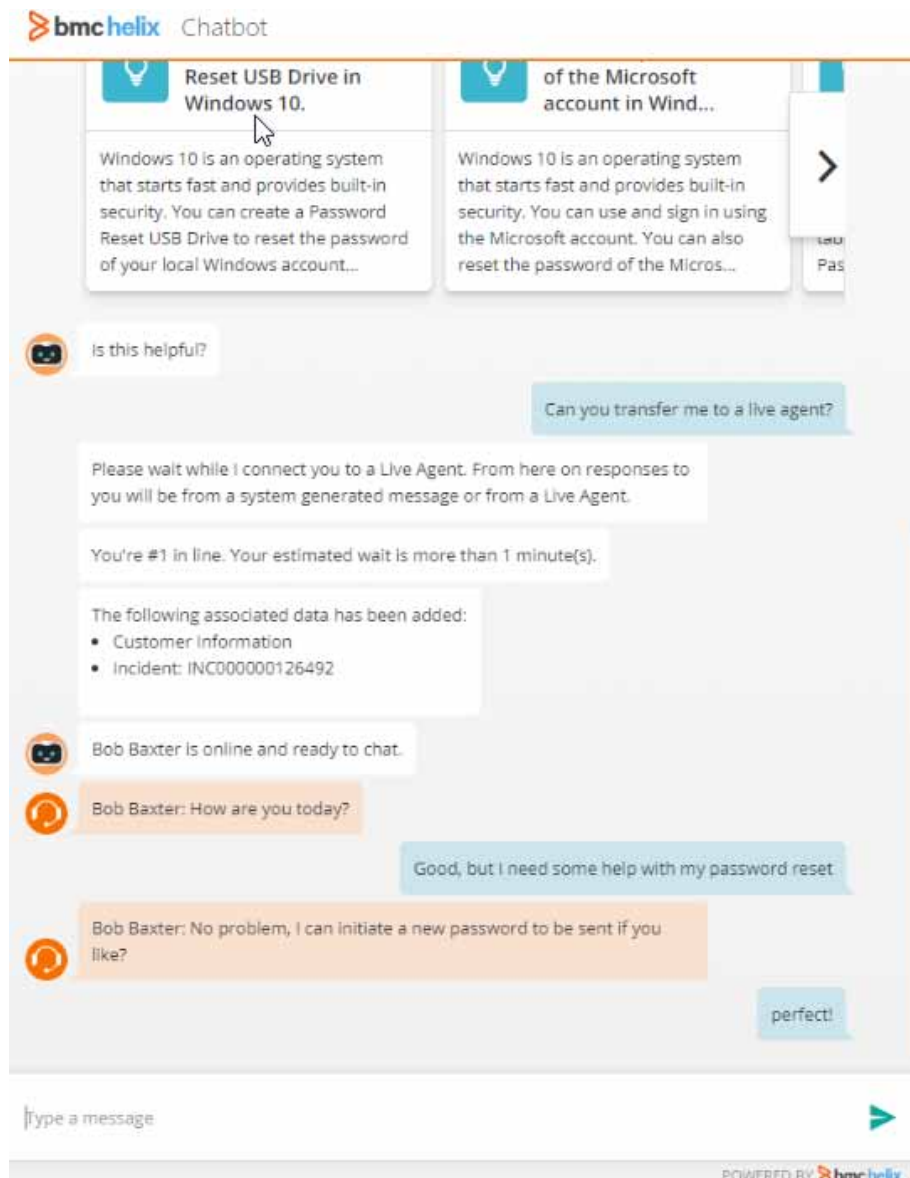 bmchelix Chatbot
Reset USB Drive in
Windows 10.
of the Microsoft
account in Wind...
Windows 10 is an operating system
that starts fast and provides built-in
security. You can create a Password
Reset USB Drive to reset the password
of your local Windows account...
Windows 10 is an operating system
that starts fast and provides built-in
security. You can use and sign in using
the Microsoft account. You can also
reset the password of the Micros...
tab
Pas
Is this helpful?
Can you transfer me to a live agent?
Please wait while I connect you to a Live Agent. From here on responses to
you will be from a system generated message or from a Live Agent.
You're #1 in line. Your estimated wait is more than 1 minute(s).
The following associated data has been added:
• Customer Information
• Incident: INC000000126492
Bob Baxter is online and ready to chat.
Bob Baxter: How are you today?
Good, but I need some help with my password reset
Bob Baxter: No problem, I can initiate a new password to be sent if you
like?
perfect!
Type a message
POWERED BY bmchelix